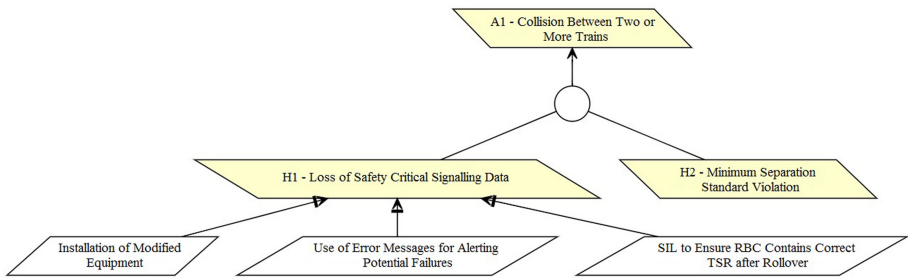 A1 - Collision Between Two or
More Trains
H1 - Loss of Safety Critical Signalling Data
H2 - Minimum Separation
Standard Violation
Installation of Modified
Equipment
Use of Error Messages for Alerting
Potential Failures
SIL to Ensure RBC Contains Correct
TSR after Rollover